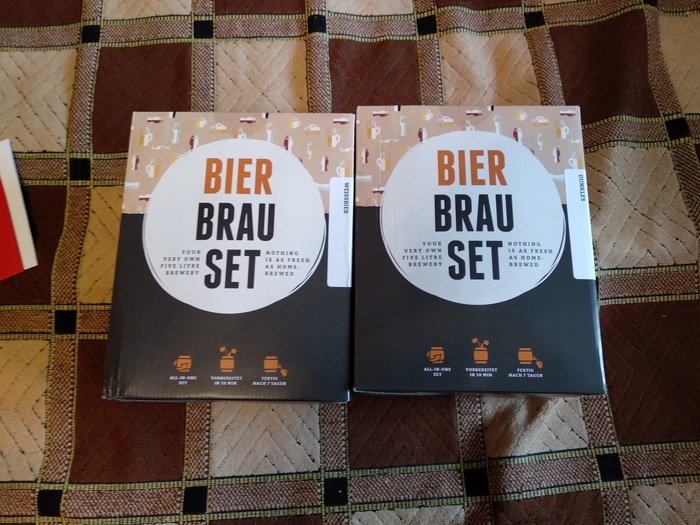 BIER
BRAU
SET
YOUR
VERY OWN
FIVE LITRE
BREWERY
NOTHING
IS AS FRESH
AS HOME-
BREWED
WEISSBIER
ALL-IN-ONE
SET
VORBEREITET
IN 30 MIN.
FERTIG
NACH 7 TAGEN
BIER
BRAU
SET
YOUR
VERY OWN
FIVE LITRE
BREWERY
NOTHING
IS AS FRESH
AS HOME-
BREWED
DUNKLES
ALL-IN-ONE
SET
VORBEREITET
IN 30 MIN.
FERTIG
NACH 7 TAGEN